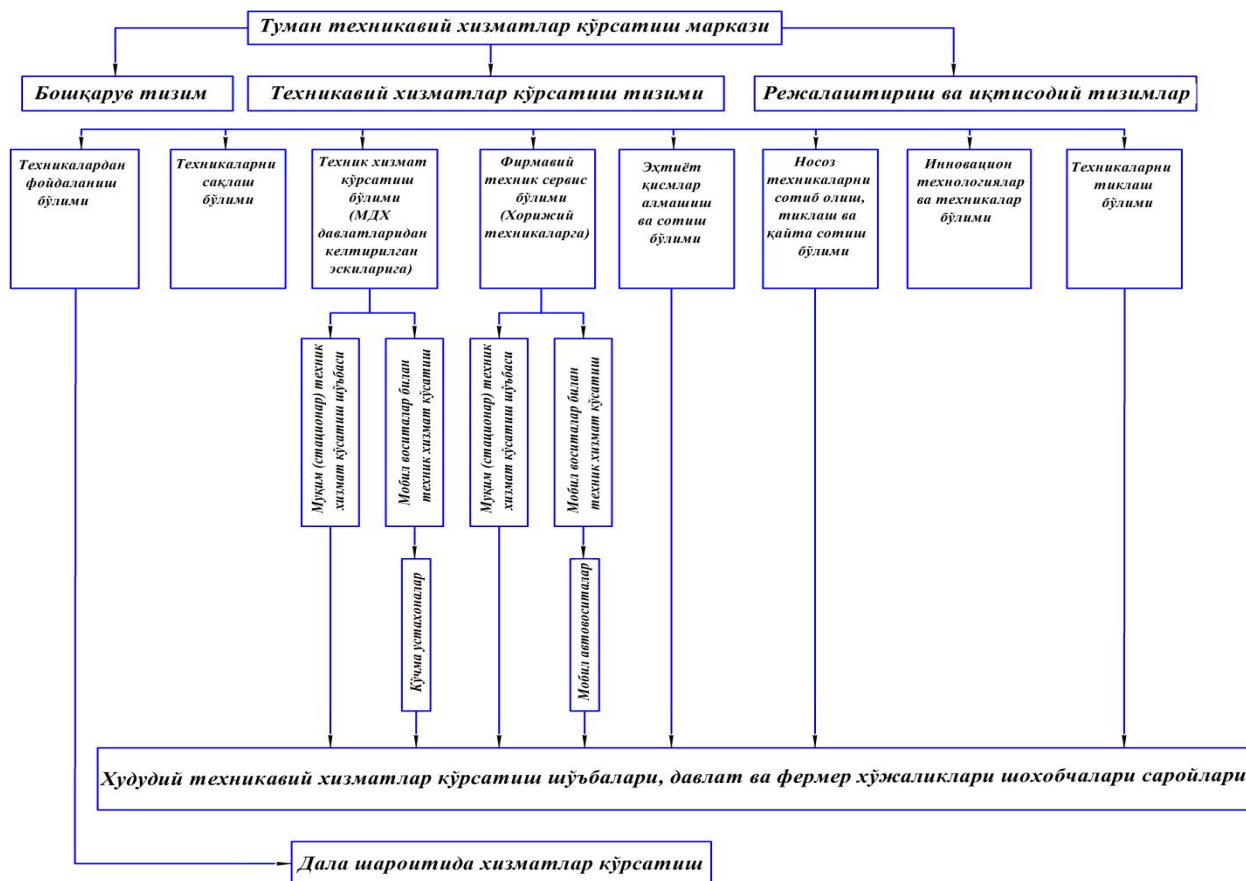 Туман техникавий хизматлар кўрсатиш маркази
Бошқарув тизим
Техникавий хизматлар кўрсатиш тизими
Режалаштириш ва иқтисодий тизимлар
Техникалардан
фойдаланиш
бўлими
Техникаларни
сақлаш
бўлими
Техник хизмат
кўрсатиш
бўлими
(МДХ
давлатларидан
келтирилган
эскиларига)
Фирмавий
техник сервис
бўлими
(Хорижий
техникаларга)
Эҳтиёт
қисмлар
алмашиш
ва сотиш
бўлими
Носоз
техникаларни
сотиб олиш,
тиклаш ва
қайта сотиш
бўлими
Инновацион
технологиялар
ва техникалар
бўлими
Техникаларни
тиклаш
бўлими
Муқим (стационар) техник
хизмат кўсатиш шўъбаси
Мобил воситалар билан
техник хизмат кўсатиш
Муқим (стационар) техник
хизмат кўсатиш шўъбаси
Мобил воситалар билан
техник хизмат кўсатиш
Кўчма устахоналар
Мобил автовоситалар
Худудий техникавий хизматлар кўрсатиш шўъбалари, давлат ва фермер хўжаликлари шохобчалари саройлари
Дала шароитида хизматлар кўрсатиш